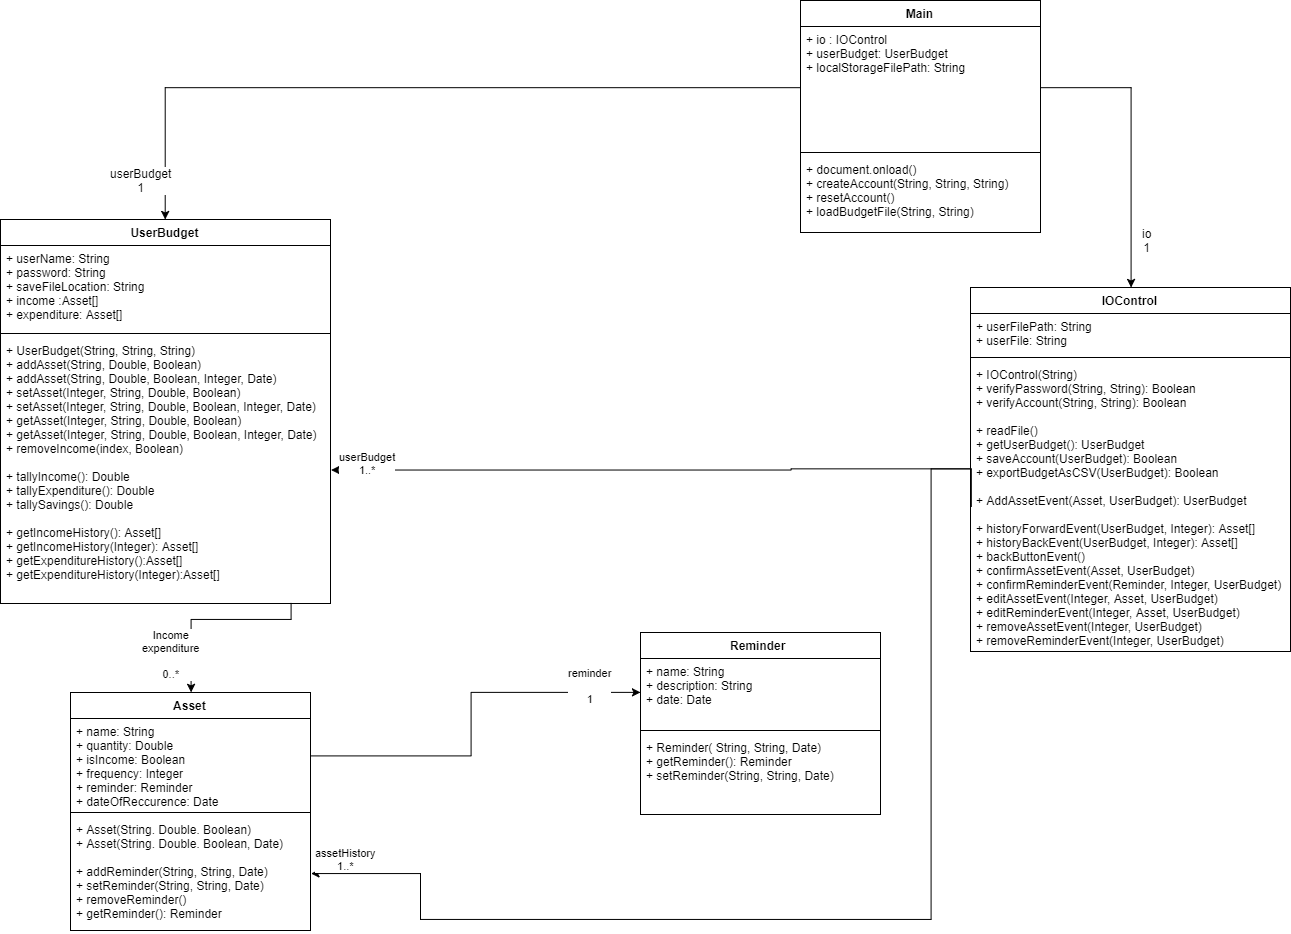 Main
+ io : IOControl
+ userBudget: UserBudget
+ localStorageFilePath: String
+ document.onload()
+ createAccount(String, String, String)
+ resetAccount()
+ loadBudgetFile(String, String)
userBudget
1
io
1
UserBudget
+ userName: String
+ password: String
+ saveFileLocation: String
+ income :Asset[]
+ expenditure: Asset[]
+ UserBudget(String, String, String)
+ addAsset(String, Double, Boolean)
+ addAsset(String, Double, Boolean, Integer, Date)
+ setAsset(Integer, String, Double, Boolean)
+ setAsset(Integer, String, Double, Boolean, Integer, Date)
+ getAsset(Integer, String, Double, Boolean)
+ getAsset(Integer, String, Double, Boolean, Integer, Date)
+ removeIncome(index, Boolean)
+ tallyIncome(): Double
+ tallyExpenditure(): Double
+ tallySavings(): Double
+ getIncomeHistory(): Asset[]
+ getIncomeHistory(Integer): Asset[]
+ getExpenditureHistory():Asset[]
+ getExpenditureHistory(Integer):Asset[]
IOControl
+ userFilePath: String
+ userFile: String
+ IOControl(String)
+ verifyPassword(String, String): Boolean
+ verifyAccount(String, String): Boolean
+ readFile()
+ getUserBudget(): UserBudget
+ saveAccount(UserBudget): Boolean
+ exportBudgetAsCSV(UserBudget): Boolean
+ AddAssetEvent(Asset, UserBudget): UserBudget
+ historyForwardEvent(UserBudget, Integer): Asset[]
+ historyBackEvent(UserBudget, Integer): Asset[]
+ backButtonEvent()
+ confirmAssetEvent(Asset, UserBudget)
+ confirmReminderEvent(Reminder, Integer, UserBudget)
+ editAssetEvent(Integer, Asset, UserBudget)
+ editReminderEvent(Integer, Asset, UserBudget)
+ removeAssetEvent(Integer, UserBudget)
+ removeReminderEvent(Integer, UserBudget)
userBudget
1..*
Income
expenditure
0..*
Asset
+ name: String
+ quantity: Double
+ isIncome: Boolean
+ frequency: Integer
+ reminder: Reminder
+ dateOfReccurence: Date
+ Asset(String. Double. Boolean)
+ Asset(String. Double. Boolean, Date)
+ addReminder(String, String, Date)
+ setReminder(String, String, Date)
+ removeReminder()
+ getReminder(): Reminder
reminder
1
Reminder
+ name: String
+ description: String
+ date: Date
+ Reminder( String, String, Date)
+ getReminder(): Reminder
+ setReminder(String, String, Date)
assetHistory
1..*